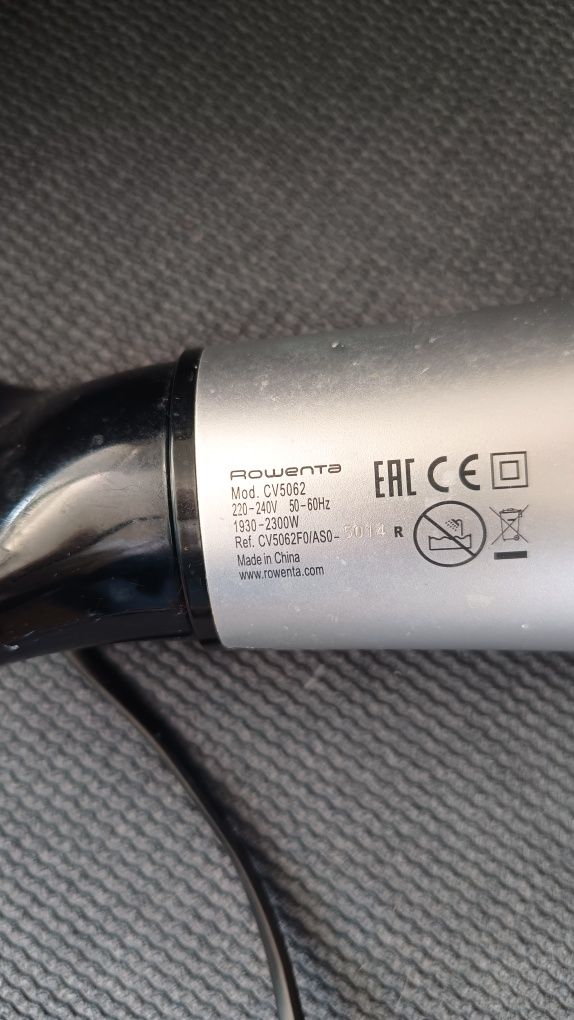 Rowenta
Mod. CV5062
220-240V 50-60Hz
1930-2300W
Ref. CV5062F0/AS0-5014 R
Made in China
www.rowenta.com
EAC CE